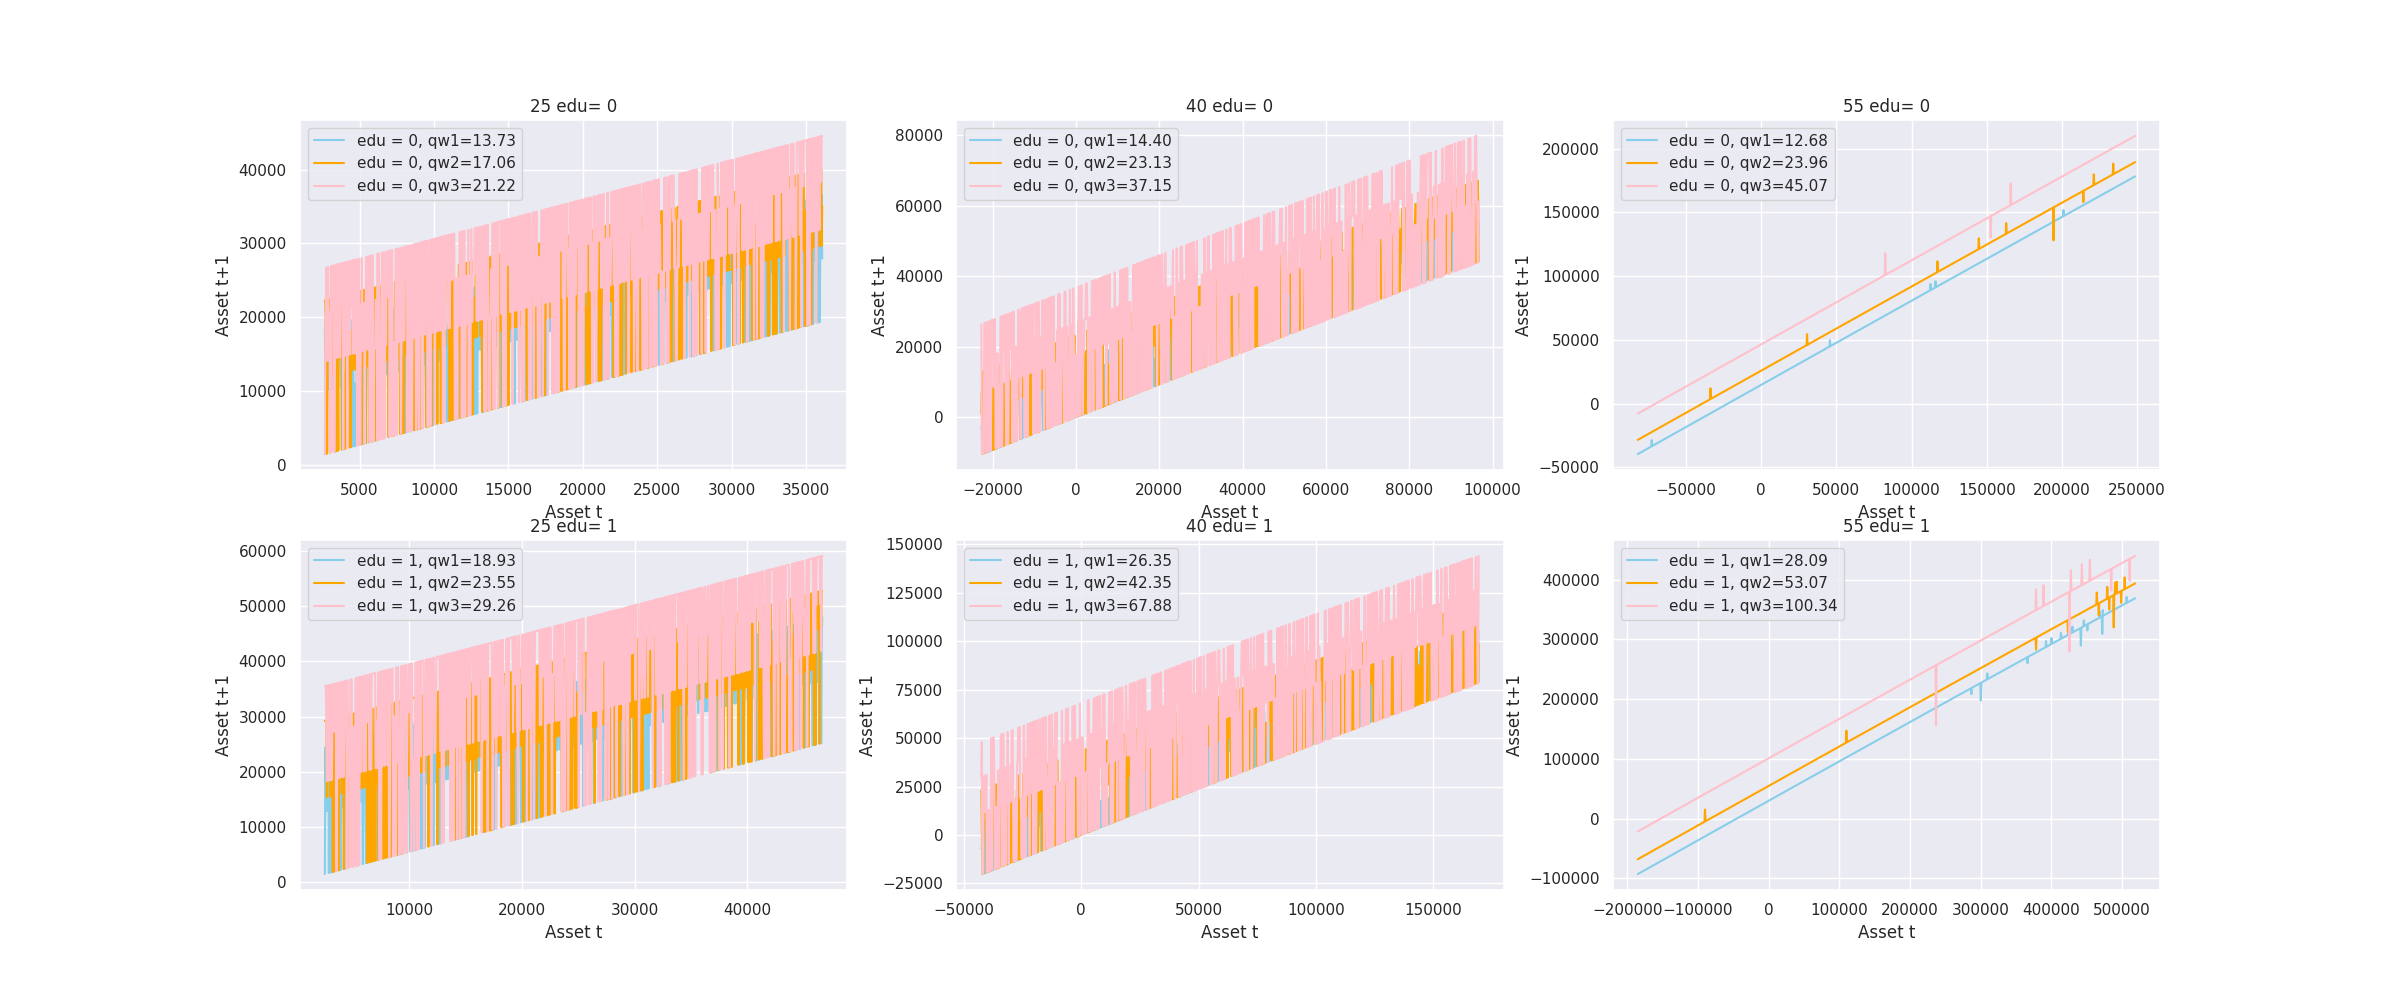 25 edu= 0
edu = 0, qw1=13.73
edu = 0, qw2=17.06
edu = 0, qw3=21.22
Asset t+1
40000
30000
20000
10000
0
5000 10000 15000 20000 25000 30000 35000
Asset t
40 edu= 0
edu = 0, qw1=14.40
edu = 0, qw2=23.13
edu = 0, qw3=37.15
Asset t+1
80000
60000
40000
20000
0
−20000 0 20000 40000 60000 80000 100000
Asset t
55 edu= 0
edu = 0, qw1=12.68
edu = 0, qw2=23.96
edu = 0, qw3=45.07
Asset t+1
200000
150000
100000
50000
0
−50000
−50000 0 50000 100000 150000 200000 250000
Asset t
25 edu= 1
edu = 1, qw1=18.93
edu = 1, qw2=23.55
edu = 1, qw3=29.26
Asset t+1
60000
50000
40000
30000
20000
10000
0
10000 20000 30000 40000
Asset t
40 edu= 1
edu = 1, qw1=26.35
edu = 1, qw2=42.35
edu = 1, qw3=67.88
Asset t+1
150000
125000
100000
75000
50000
25000
0
−25000
−50000 0 50000 100000 150000
Asset t
55 edu= 1
edu = 1, qw1=28.09
edu = 1, qw2=53.07
edu = 1, qw3=100.34
Asset t+1
400000
300000
200000
100000
0
−100000
−200000 −100000 0 100000 200000 300000 400000 500000
Asset t